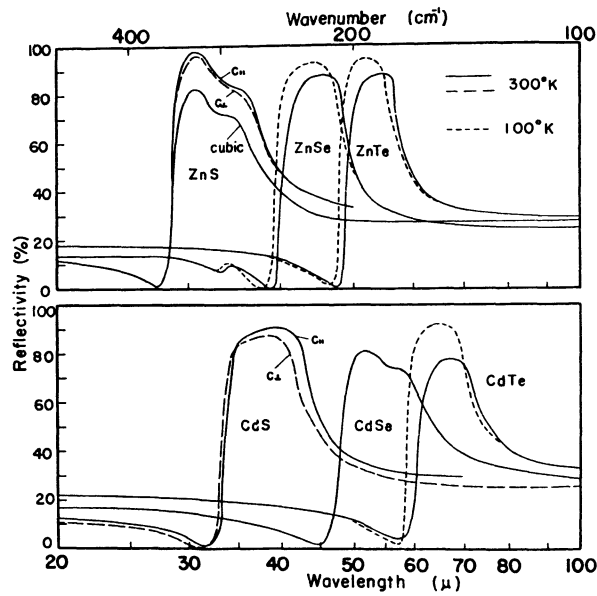 Wavenumber (cm⁻¹)
400 200 100
100
80
60
40
20
0
C∥
C⊥
cubic
ZnS
ZnSe
ZnTe
300°K
100°K
Reflectivity (%)
100
80
60
40
20
0
C∥
C⊥
CdS
CdSe
CdTe
20 30 40 50 60 70 80 100
Wavelength (μ)